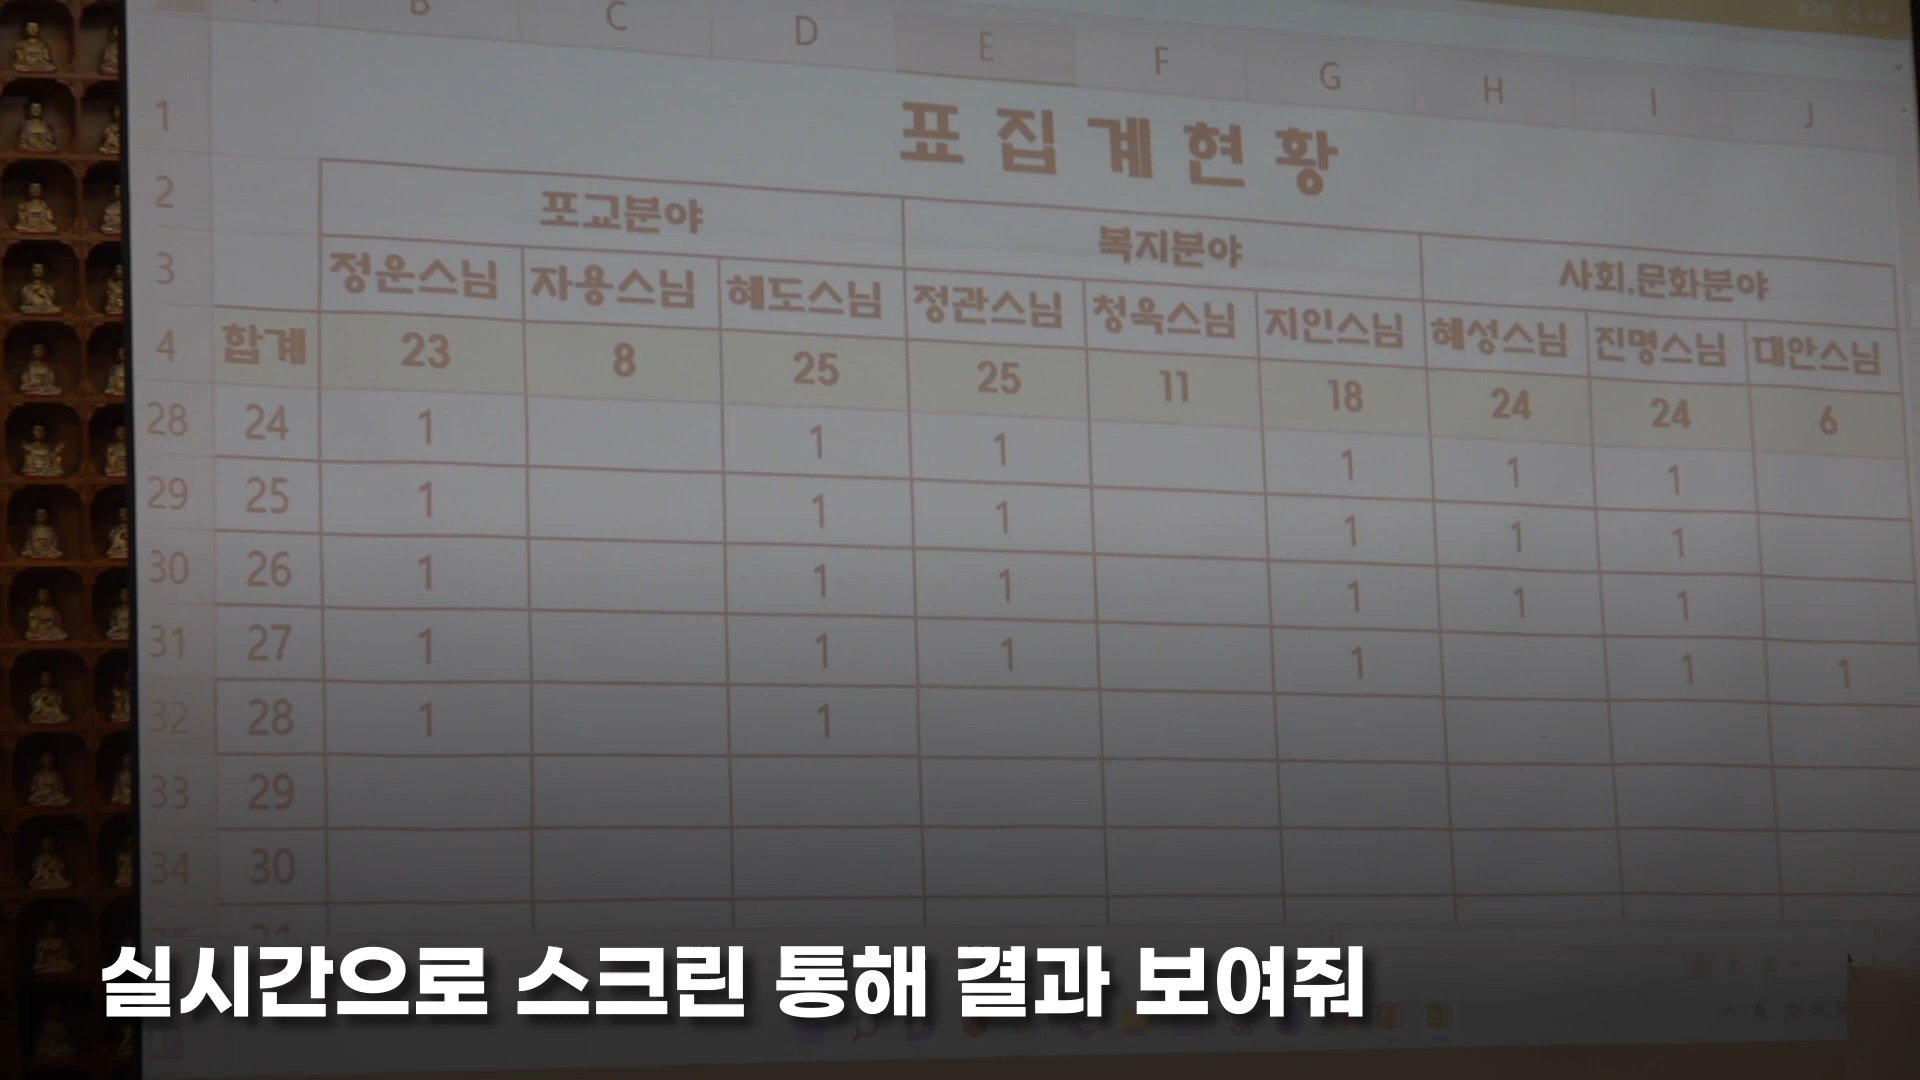 B C D E F G H I J
1 표집계현황
2 포교분야 복지분야 사회.문화분야
3 정운스님 자용스님 혜도스님 정관스님 청욱스님 지인스님 혜성스님 진명스님 대안스님
4 합계 23 8 25 25 11 18 24 24 6
28 24 1 1 1 1 1 1
29 25 1 1 1 1 1 1
30 26 1 1 1 1 1 1
31 27 1 1 1 1 1 1
32 28 1 1
33 29
34 30
실시간으로 스크린 통해 결과 보여줘